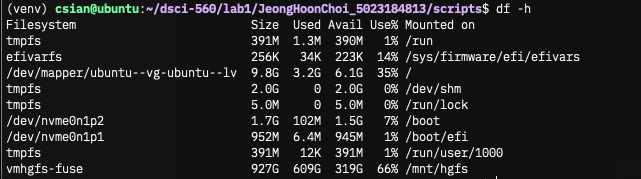 (venv) csian@ubuntu:~/dsci-560/lab1/JeongHoonChoi_5023184813/scripts$ df -h
Filesystem                         Size  Used Avail Use% Mounted on
tmpfs                              391M  1.3M  390M   1% /run
efivarfs                           256K   34K  223K  14% /sys/firmware/efi/efivars
/dev/mapper/ubuntu--vg-ubuntu--lv  9.8G  3.2G  6.1G  35% /
tmpfs                              2.0G     0  2.0G   0% /dev/shm
tmpfs                              5.0M     0  5.0M   0% /run/lock
/dev/nvme0n1p2                     1.7G  102M  1.5G   7% /boot
/dev/nvme0n1p1                     952M  6.4M  945M   1% /boot/efi
tmpfs                              391M   12K  391M   1% /run/user/1000
vmhgfs-fuse                        927G  609G  319G  66% /mnt/hgfs